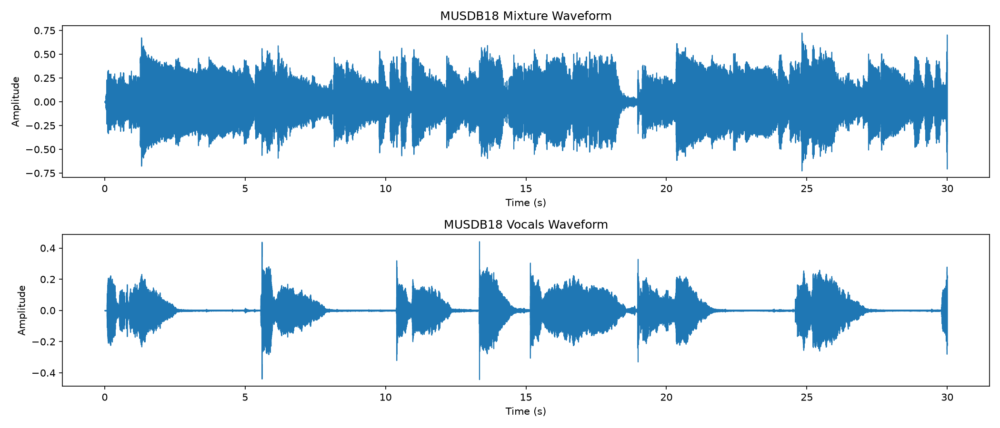 MUSDB18 Mixture Waveform
Amplitude
0.75
0.50
0.25
0.00
−0.25
−0.50
−0.75
0 5 10 15 20 25 30
Time (s)
MUSDB18 Vocals Waveform
Amplitude
0.4
0.2
0.0
−0.2
−0.4
0 5 10 15 20 25 30
Time (s)